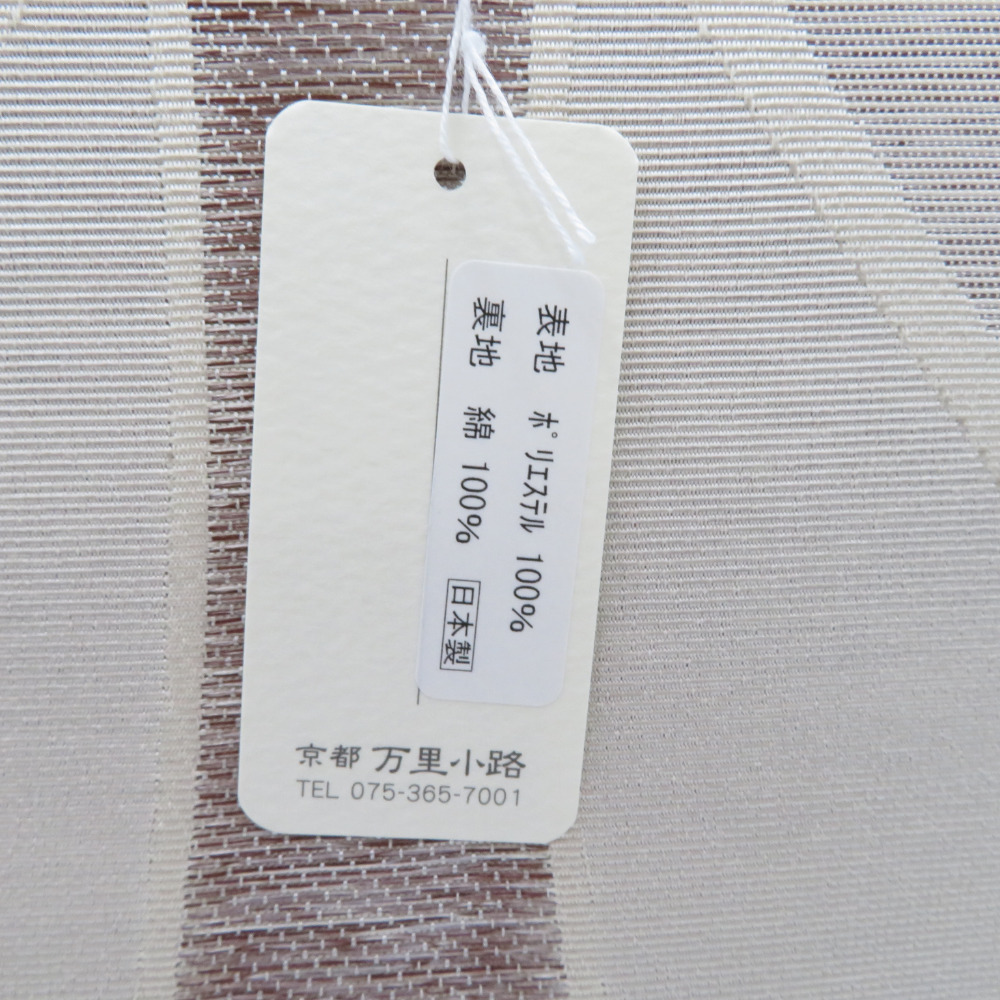 表地 ポリエステル 100%
裏地 綿 100% 日本製
京都 万里小路
TEL 075-365-7001